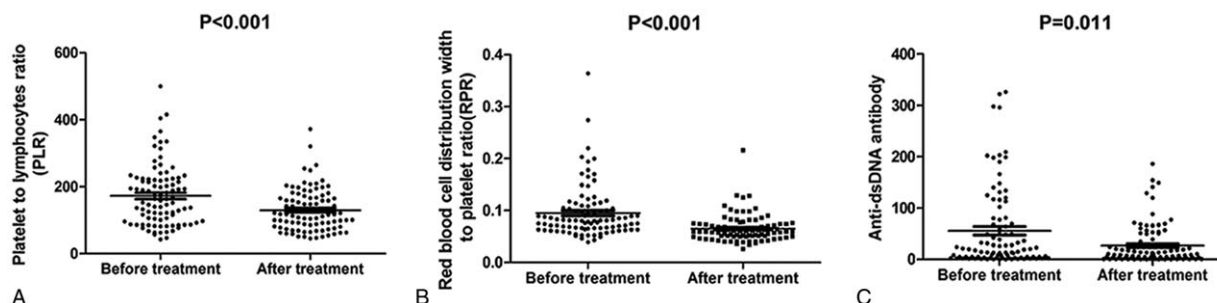 P<0.001
Platelet to lymphocytes ratio
(PLR)
600
400
200
0
Before treatment
After treatment
A
P<0.001
Red blood cell distribution width
to platelet ratio(RPR)
0.4
0.3
0.2
0.1
0.0
Before treatment
After treatment
B
P=0.011
Anti-dsDNA antibody
400
300
200
100
0
Before treatment
After treatment
C